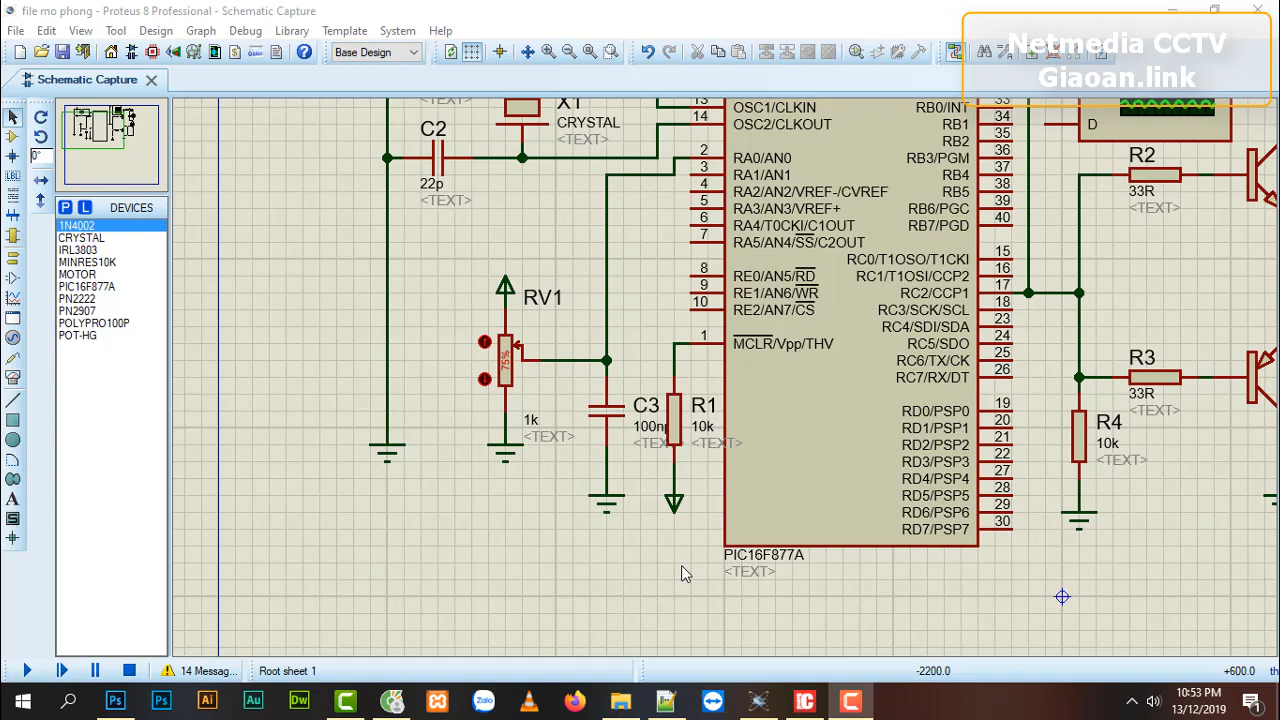 file mo phong - Proteus 8 Professional - Schematic Capture
Netmedia CCTV
Giaoan.link
File Edit View Tool Design Graph Debug Library Template System Help
Base Design
Schematic Capture
0°
P L DEVICES
1N4002
CRYSTAL
IRL3803
MINRES10K
MOTOR
PIC16F877A
PN2222
PN2907
POLYPRO100P
POT-HG
LBL
A
<TEXT>
X1
CRYSTAL
<TEXT>
C2
22p
<TEXT>
RV1
75%
1k
<TEXT>
C3
100n
<TEXT>
R1
10k
<TEXT>
13 OSC1/CLKIN
14 OSC2/CLKOUT
2 RA0/AN0
3 RA1/AN1
4 RA2/AN2/VREF-/CVREF
5 RA3/AN3/VREF+
6 RA4/T0CKI/C1OUT
7 RA5/AN4/SS/C2OUT
8 RE0/AN5/RD
9 RE1/AN6/WR
10 RE2/AN7/CS
1 MCLR/Vpp/THV
RB0/INT 33
RB1 34
RB2 35
RB3/PGM 36
RB4 37
RB5 38
RB6/PGC 39
RB7/PGD 40
RC0/T1OSO/T1CKI 15
RC1/T1OSI/CCP2 16
RC2/CCP1 17
RC3/SCK/SCL 18
RC4/SDI/SDA 23
RC5/SDO 24
RC6/TX/CK 25
RC7/RX/DT 26
RD0/PSP0 19
RD1/PSP1 20
RD2/PSP2 21
RD3/PSP3 22
RD4/PSP4 27
RD5/PSP5 28
RD6/PSP6 29
RD7/PSP7 30
PIC16F877A
<TEXT>
D
R2
33R
<TEXT>
R3
33R
<TEXT>
R4
10k
<TEXT>
14 Messag... Root sheet 1 -2200.0 +600.0 th
10:53 PM
13/12/2019